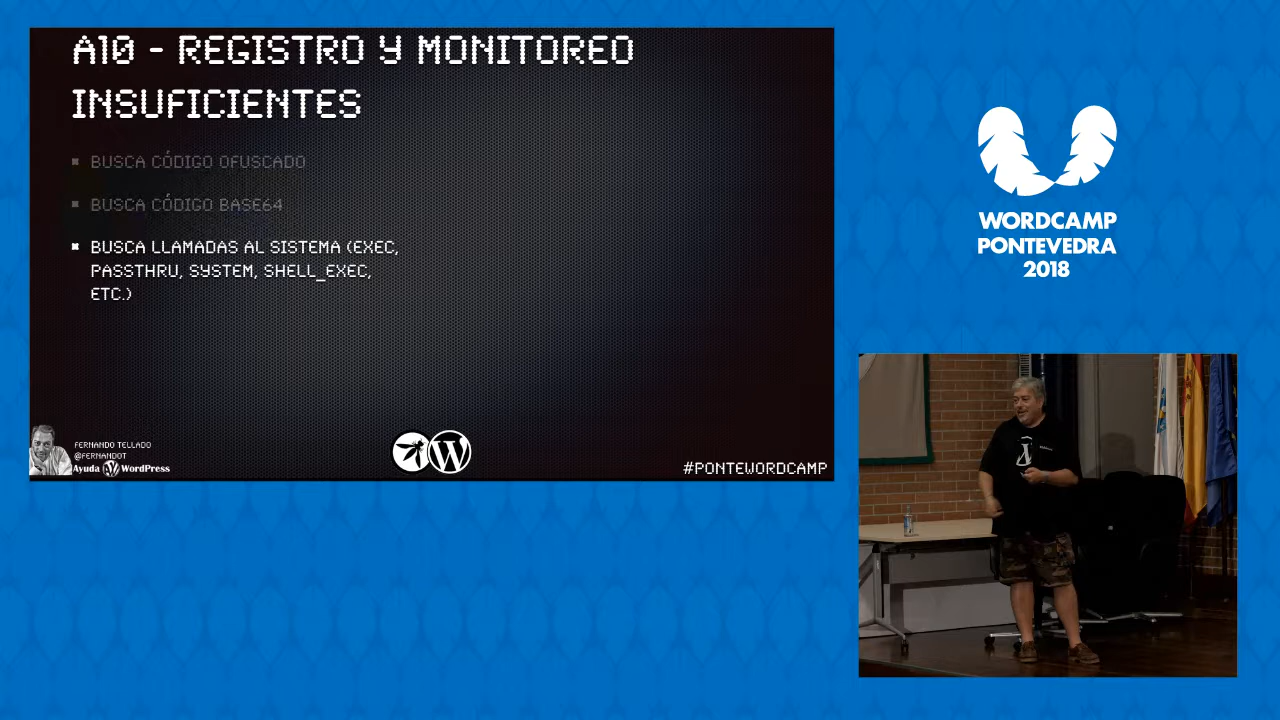 A10 - REGISTRO Y MONITOREO
INSUFICIENTES
BUSCA CÓDIGO OFUSCADO
BUSCA CÓDIGO BASE64
BUSCA LLAMADAS AL SISTEMA (EXEC,
PASSTHRU, SYSTEM, SHELL_EXEC,
ETC.)
FERNANDO TELLADO
@FERNANDOT
Ayuda WordPress
#PONTEWORDCAMP
WORDCAMP
PONTEVEDRA
2018